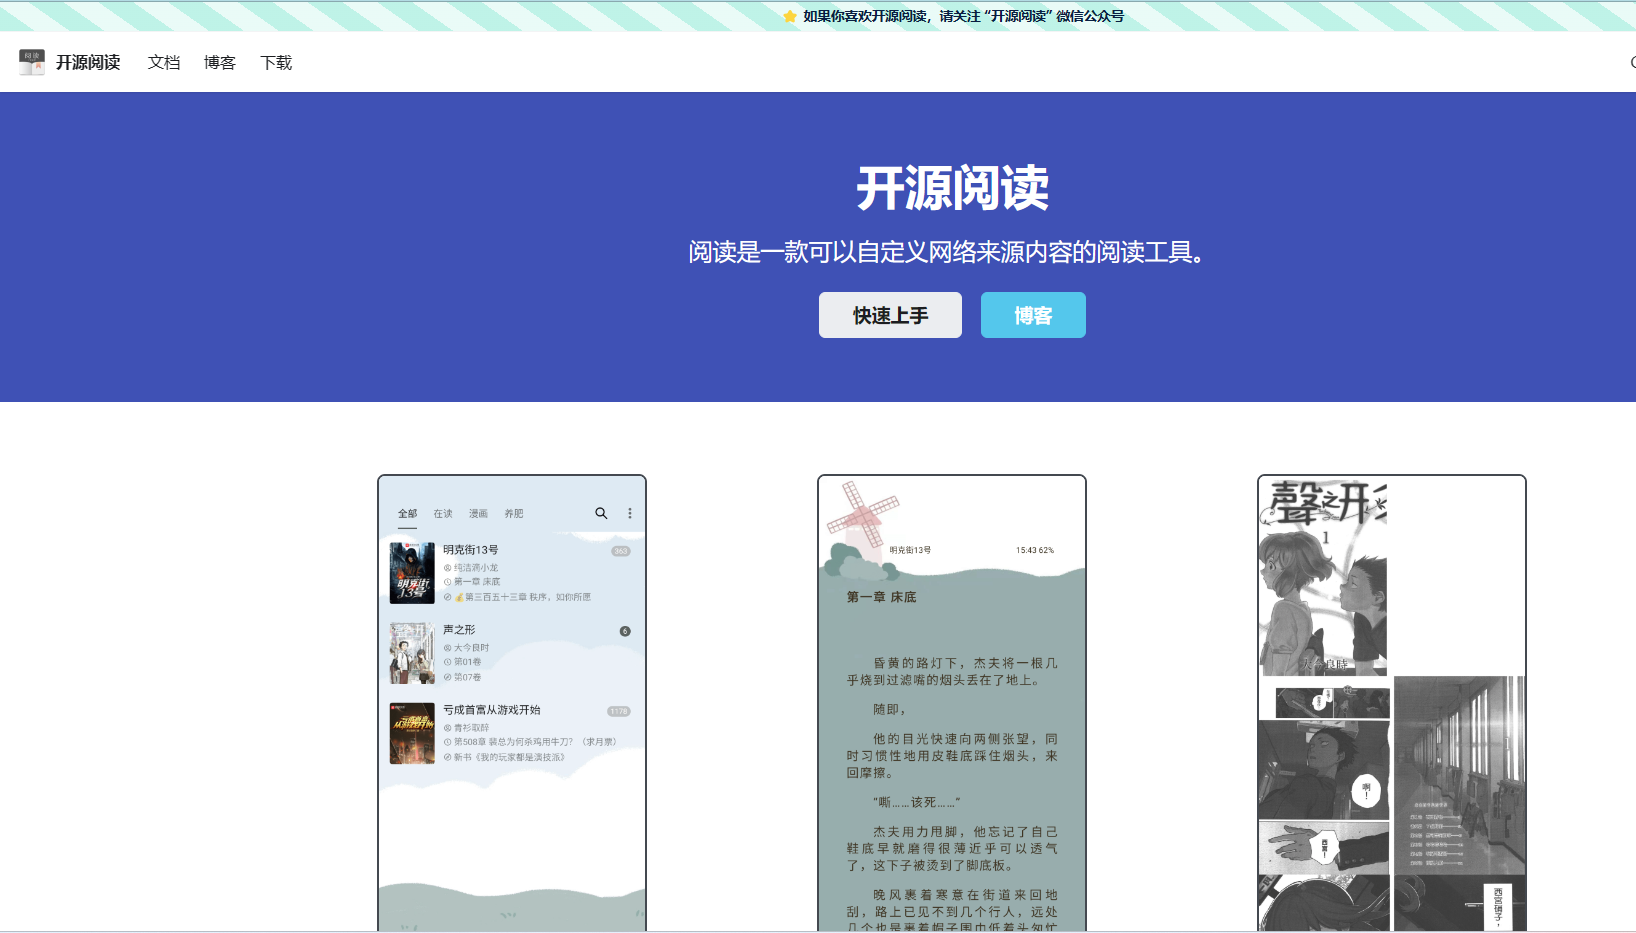 ⭐ 如果你喜欢开源阅读，请关注 “开源阅读” 微信公众号
开源阅读 文档 博客 下载
开源阅读
阅读是一款可以自定义网络来源内容的阅读工具。
快速上手 博客
全部 在读 漫画 养肥
明克街13号 363
纯洁滴小龙
第一章 床底
💰第三百五十三章 秩序，如你所愿
声之形 6
大今良时
第01卷
第07卷
亏成首富从游戏开始 1178
青衫取醉
第508章 裴总为何杀鸡用牛刀？（求月票）
新书《我的玩家都是演技派》
明克街13号 15:43 62%
第一章 床底
昏黄的路灯下，杰夫将一根几
乎烧到过滤嘴的烟头丢在了地上。
随即，
他的目光快速向两侧张望，同
时习惯性地用皮鞋底踩住烟头，来
回摩擦。
“嘶……该死……”
杰夫用力甩脚，他忘记了自己
鞋底早就磨得很薄近乎可以透气
了，这下子被烫到了脚底板。
晚风裹着寒意在街道来回地
刮，路上已见不到几个行人，远处
几个也是裹着帽子围巾低着头匆忙
聲之形
1
大今良時
啊！
西宮！
西宮硝子，